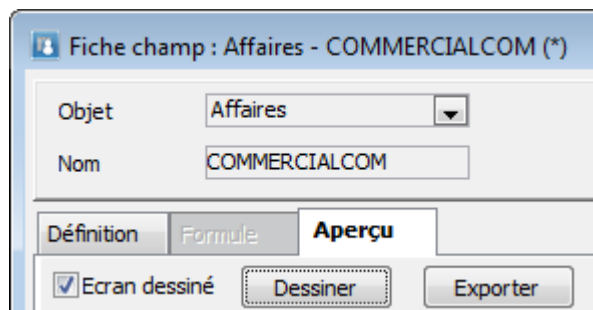 Fiche champ : Affaires - COMMERCIALCOM (*)
Objet Affaires
Nom COMMERCIALCOM
Définition Formule Aperçu
Ecran dessiné Dessiner Exporter